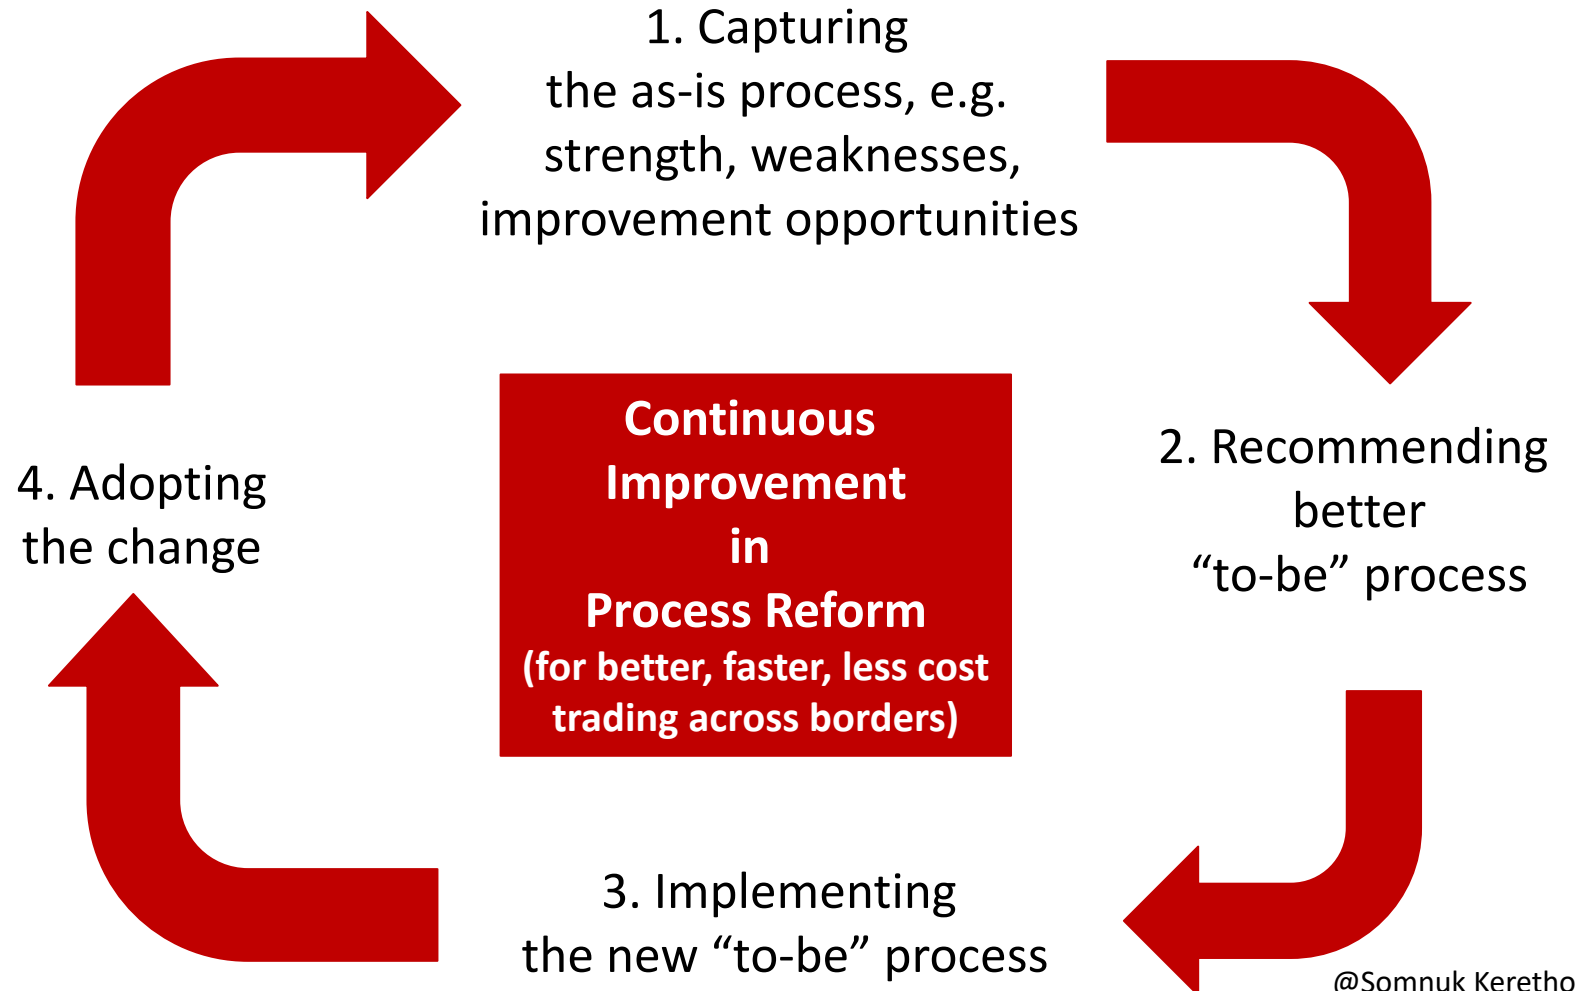 1. Capturing
the as-is process, e.g.
strength, weaknesses,
improvement opportunities
2. Recommending
better
“to-be” process
3. Implementing
the new “to-be” process
4. Adopting
the change
Continuous
Improvement
in
Process Reform
(for better, faster, less cost
trading across borders)
@Somnuk Keretho